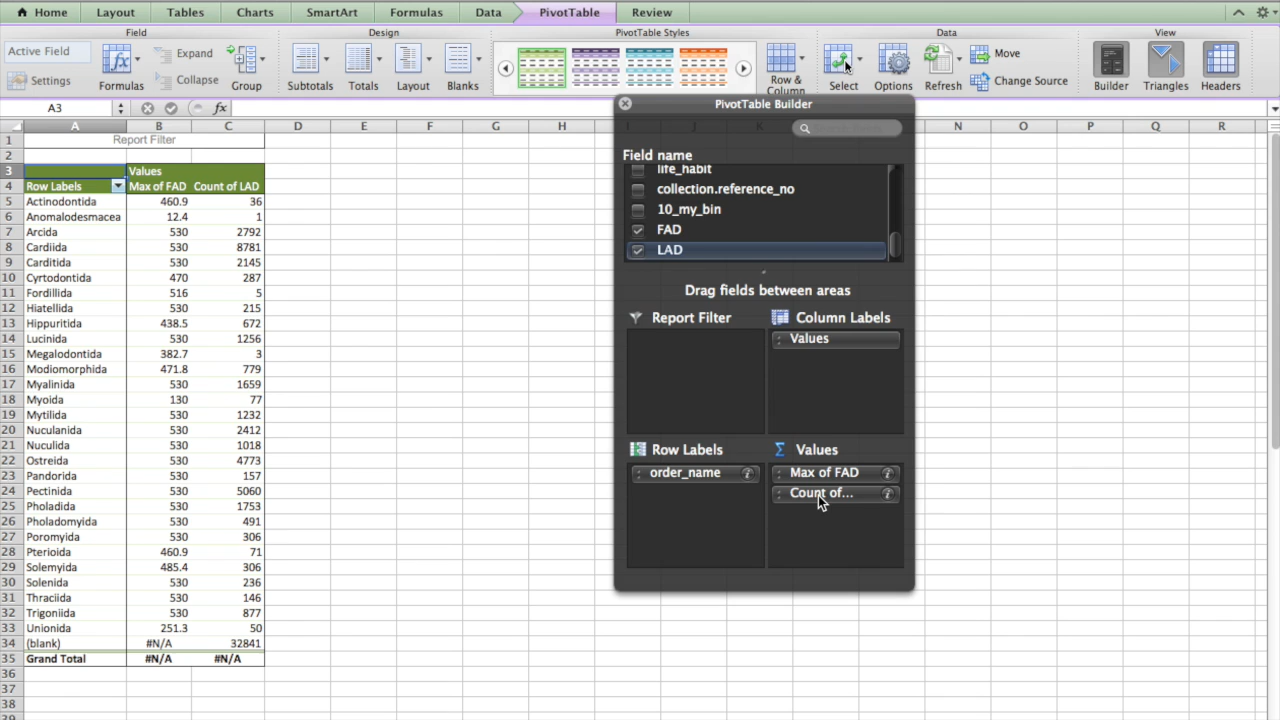 Home Layout Tables Charts SmartArt Formulas Data PivotTable Review
Field Design PivotTable Styles Data View
Active Field Expand Move
Settings Collapse Change Source
Formulas Group Subtotals Totals Layout Blanks Row & Column Select Options Refresh Builder Triangles Headers
A3 fx
PivotTable Builder
A B C D E F G H N O P Q R
1 Report Filter
2
3 Values
4 Row Labels Max of FAD Count of LAD
5 Actinodontida 460.9 36
6 Anomalodesmacea 12.4 1
7 Arcida 530 2792
8 Cardiida 530 8781
9 Carditida 530 2145
10 Cyrtodontida 470 287
11 Fordillida 516 5
12 Hiatellida 530 215
13 Hippuritida 438.5 672
14 Lucinida 530 1256
15 Megalodontida 382.7 3
16 Modiomorphida 471.8 779
17 Myalinida 530 1659
18 Myoida 130 77
19 Mytilida 530 1232
20 Nuculanida 530 2412
21 Nuculida 530 1018
22 Ostreida 530 4773
23 Pandorida 530 157
24 Pectinida 530 5060
25 Pholadida 530 1753
26 Pholadomyida 530 491
27 Poromyida 530 306
28 Pterioida 460.9 71
29 Solemyida 485.4 306
30 Solenida 530 236
31 Thraciida 530 146
32 Trigoniida 530 877
33 Unionida 251.3 50
34 (blank) #N/A 32841
35 Grand Total #N/A #N/A
36
37
38
39
Field name
life_habit
collection.reference_no
10_my_bin
FAD
LAD
Drag fields between areas
Report Filter Column Labels
Values
Row Labels Values
order_name Max of FAD
Count of...